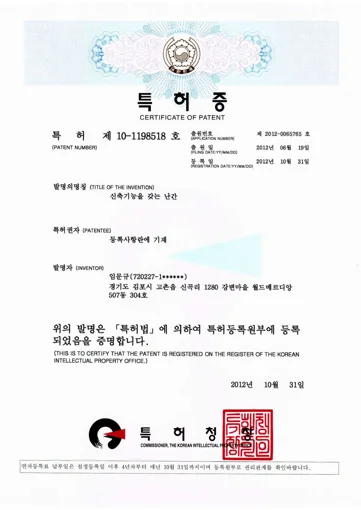 특허증
CERTIFICATE OF PATENT
특 허 제 10-1198518 호
(PATENT NUMBER)
출원번호 제 2012-0065765 호
(APPLICATION NUMBER)
출 원 일 2012년 06월 19일
(FILING DATE:YY/MM/DD)
등 록 일 2012년 10월 31일
(REGISTRATION DATE:YY/MM/DD)
발명의명칭 (TITLE OF THE INVENTION)
신축기능을 갖는 난간
특허권자 (PATENTEE)
등록사항란에 기재
발명자 (INVENTOR)
임문규(720227-1******)
경기도 김포시 고촌읍 신곡리 1280 강변마을 월드메르디앙
507동 304호
위의 발명은 「특허법」에 의하여 특허등록원부에 등록
되었음을 증명합니다.
(THIS IS TO CERTIFY THAT THE PATENT IS REGISTERED ON THE REGISTER OF THE KOREAN
INTELLECTUAL PROPERTY OFFICE.)
2012년 10월 31일
특 허 청 장
COMMISSIONER, THE KOREAN INTELLECTUAL PROPERTY OFFICE
연차등록료 납부일은 설정등록일 이후 4년차부터 매년 10월 31일까지이며 등록원부로 권리관계를 확인바랍니다.